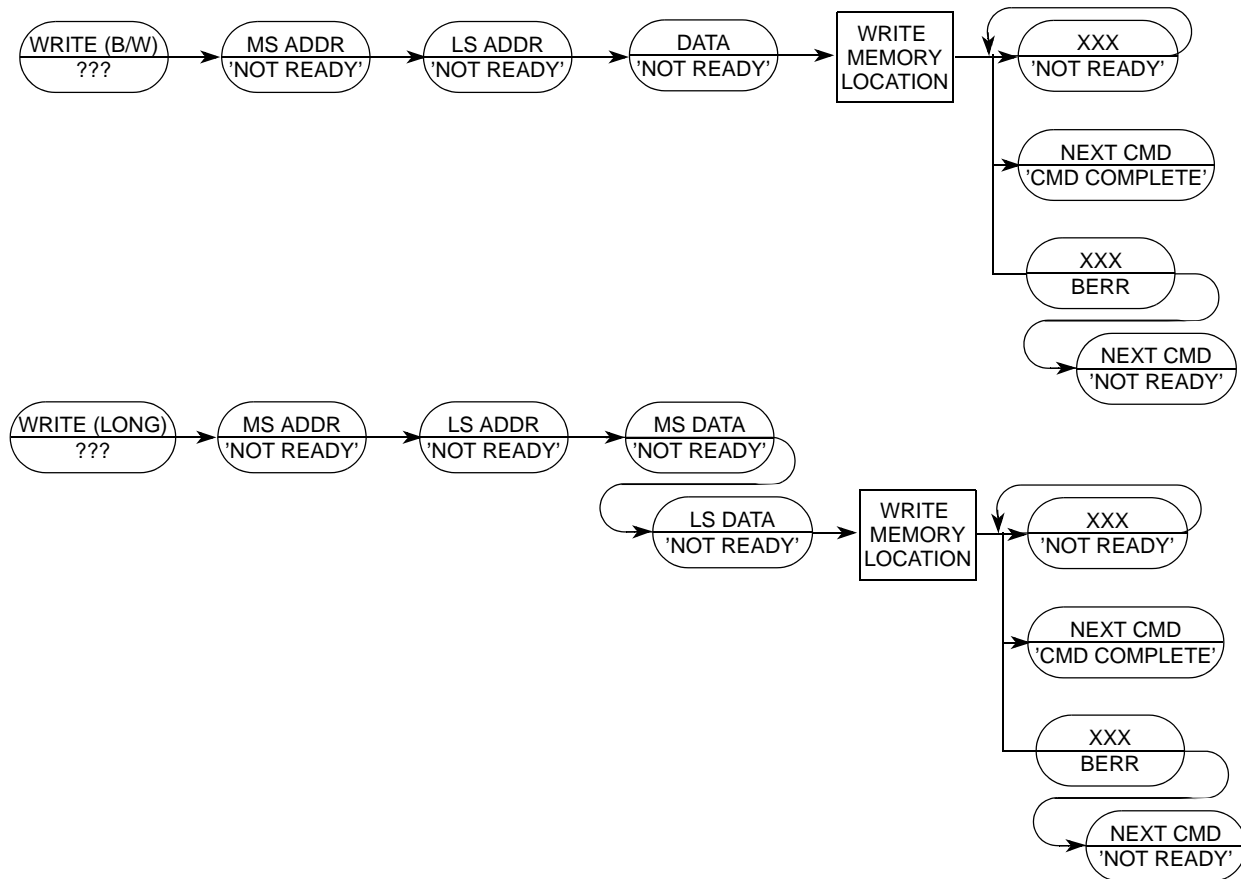 WRITE (B/W)
???
MS ADDR
'NOT READY'
LS ADDR
'NOT READY'
DATA
'NOT READY'
WRITE
MEMORY
LOCATION
XXX
'NOT READY'
NEXT CMD
'CMD COMPLETE'
XXX
BERR
NEXT CMD
'NOT READY'
WRITE (LONG)
???
MS ADDR
'NOT READY'
LS ADDR
'NOT READY'
MS DATA
'NOT READY'
LS DATA
'NOT READY'
WRITE
MEMORY
LOCATION
XXX
'NOT READY'
NEXT CMD
'CMD COMPLETE'
XXX
BERR
NEXT CMD
'NOT READY'